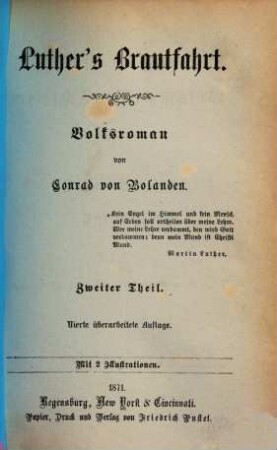 Luther's Brautfahrt.
Volksroman
von
Conrad von Bolanden.
„Kein Engel im Himmel und kein Mensch
auf Erden soll urtheilen über meine Lehre.
Wer meine Lehre verdammt, den wird Gott
verdammen; denn mein Mund ist Christi
Mund.
Martin Luther.
Zweiter Theil.
Vierte überarbeitete Auflage.
Mit 2 Illustrationen.
1871.
Regensburg, New York & Cincinnati.
Papier, Druck und Verlag von Friedrich Pustet.